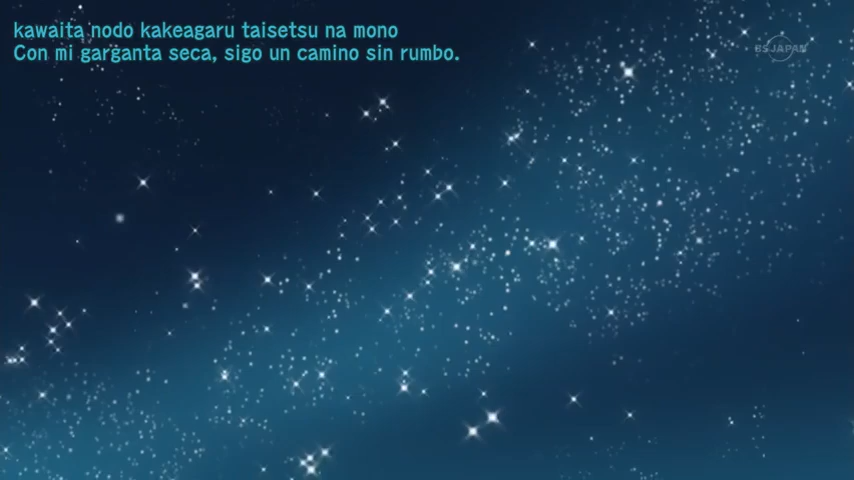 kawaita nodo kakeagaru taisetsu na mono
Con mi garganta seca, sigo un camino sin rumbo.
BS JAPAN